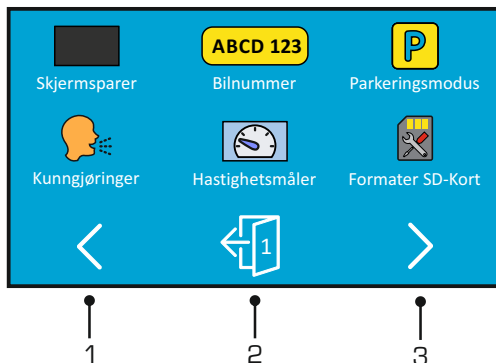 ABCD 123
P
Skjermsparer Bilnummer Parkeringsmodus
Kunngjøringer Hastighetsmåler Formater SD-Kort
1
1 2 3